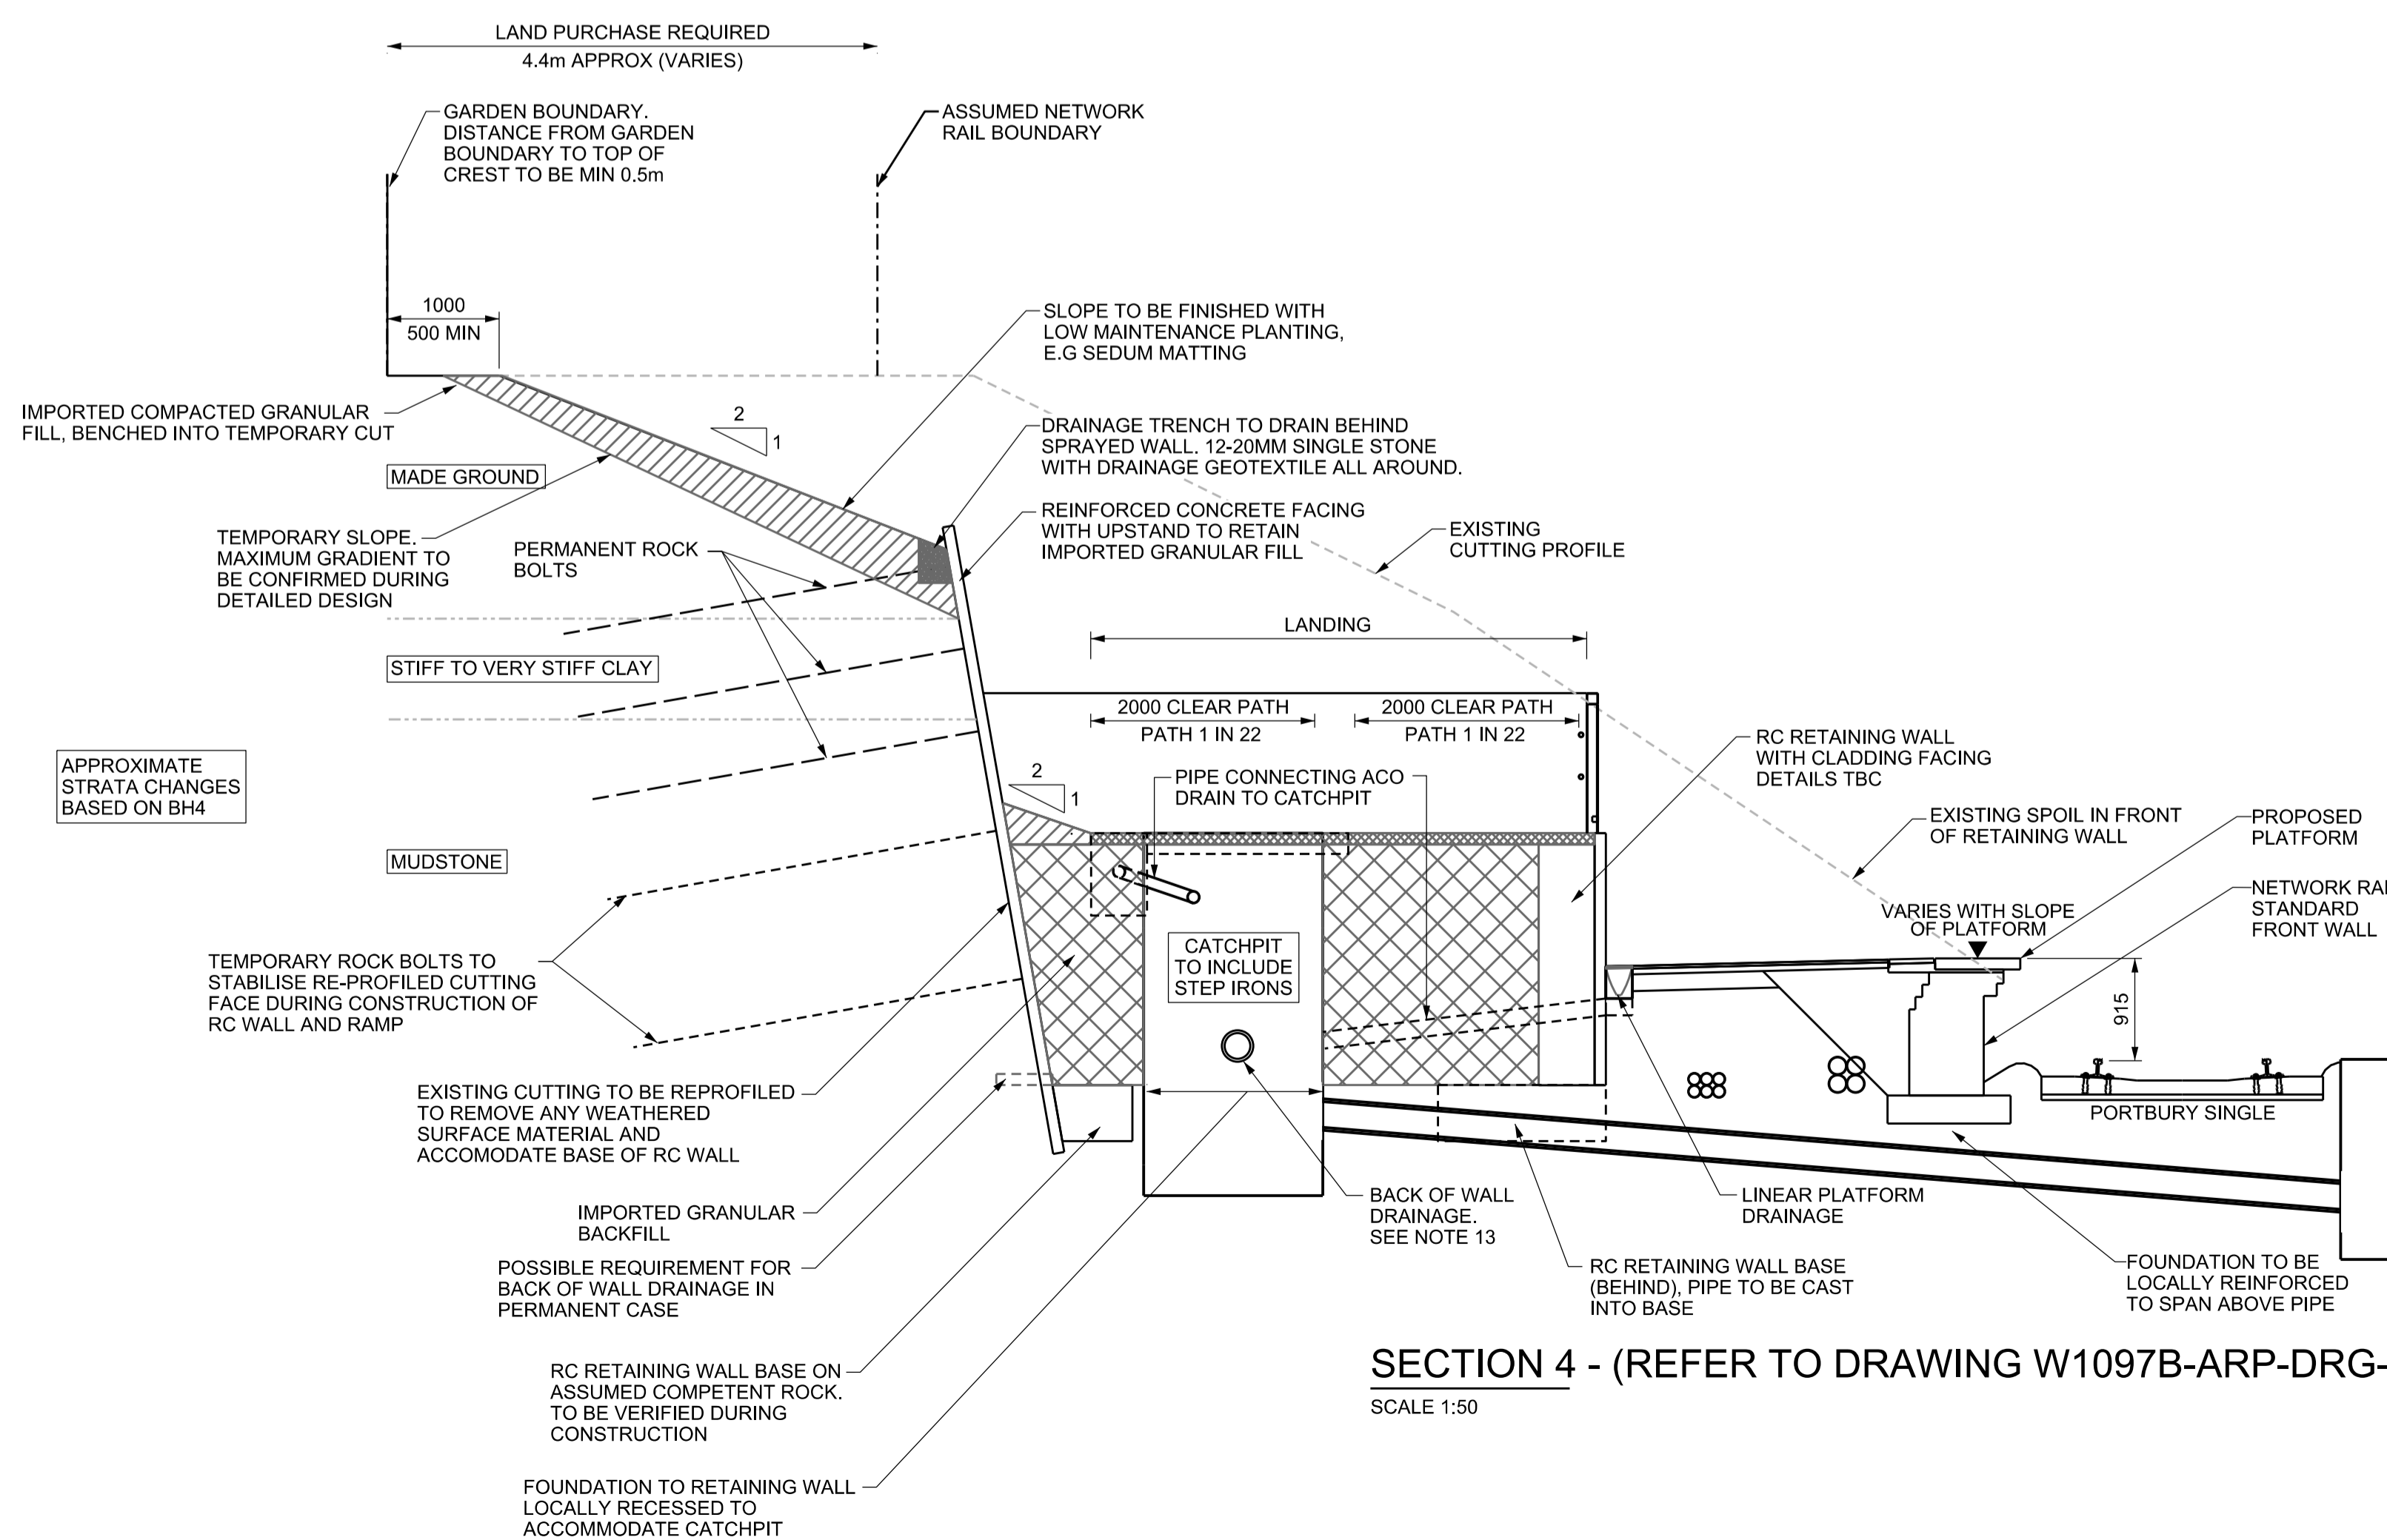 LAND PURCHASE REQUIRED
4.4m APPROX (VARIES)
GARDEN BOUNDARY.
DISTANCE FROM GARDEN
BOUNDARY TO TOP OF
CREST TO BE MIN 0.5m
ASSUMED NETWORK
RAIL BOUNDARY
1000
500 MIN
SLOPE TO BE FINISHED WITH
LOW MAINTENANCE PLANTING,
E.G SEDUM MATTING
IMPORTED COMPACTED GRANULAR
FILL, BENCHED INTO TEMPORARY CUT
2
1
DRAINAGE TRENCH TO DRAIN BEHIND
SPRAYED WALL. 12-20MM SINGLE STONE
WITH DRAINAGE GEOTEXTILE ALL AROUND.
MADE GROUND
REINFORCED CONCRETE FACING
WITH UPSTAND TO RETAIN
IMPORTED GRANULAR FILL
EXISTING
CUTTING PROFILE
TEMPORARY SLOPE.
MAXIMUM GRADIENT TO
BE CONFIRMED DURING
DETAILED DESIGN
PERMANENT ROCK
BOLTS
LANDING
STIFF TO VERY STIFF CLAY
2000 CLEAR PATH
PATH 1 IN 22
2000 CLEAR PATH
PATH 1 IN 22
RC RETAINING WALL
WITH CLADDING FACING
DETAILS TBC
APPROXIMATE
STRATA CHANGES
BASED ON BH4
2
1
PIPE CONNECTING ACO
DRAIN TO CATCHPIT
EXISTING SPOIL IN FRONT
OF RETAINING WALL
PROPOSED
PLATFORM
MUDSTONE
NETWORK RAI
STANDARD
FRONT WALL
VARIES WITH SLOPE
OF PLATFORM
CATCHPIT
TO INCLUDE
STEP IRONS
TEMPORARY ROCK BOLTS TO
STABILISE RE-PROFILED CUTTING
FACE DURING CONSTRUCTION OF
RC WALL AND RAMP
915
EXISTING CUTTING TO BE REPROFILED
TO REMOVE ANY WEATHERED
SURFACE MATERIAL AND
ACCOMODATE BASE OF RC WALL
PORTBURY SINGLE
IMPORTED GRANULAR
BACKFILL
BACK OF WALL
DRAINAGE.
SEE NOTE 13
LINEAR PLATFORM
DRAINAGE
POSSIBLE REQUIREMENT FOR
BACK OF WALL DRAINAGE IN
PERMANENT CASE
RC RETAINING WALL BASE
(BEHIND), PIPE TO BE CAST
INTO BASE
FOUNDATION TO BE
LOCALLY REINFORCED
TO SPAN ABOVE PIPE
RC RETAINING WALL BASE ON
ASSUMED COMPETENT ROCK.
TO BE VERIFIED DURING
CONSTRUCTION
SECTION 4 - (REFER TO DRAWING W1097B-ARP-DRG-
SCALE 1:50
FOUNDATION TO RETAINING WALL
LOCALLY RECESSED TO
ACCOMMODATE CATCHPIT